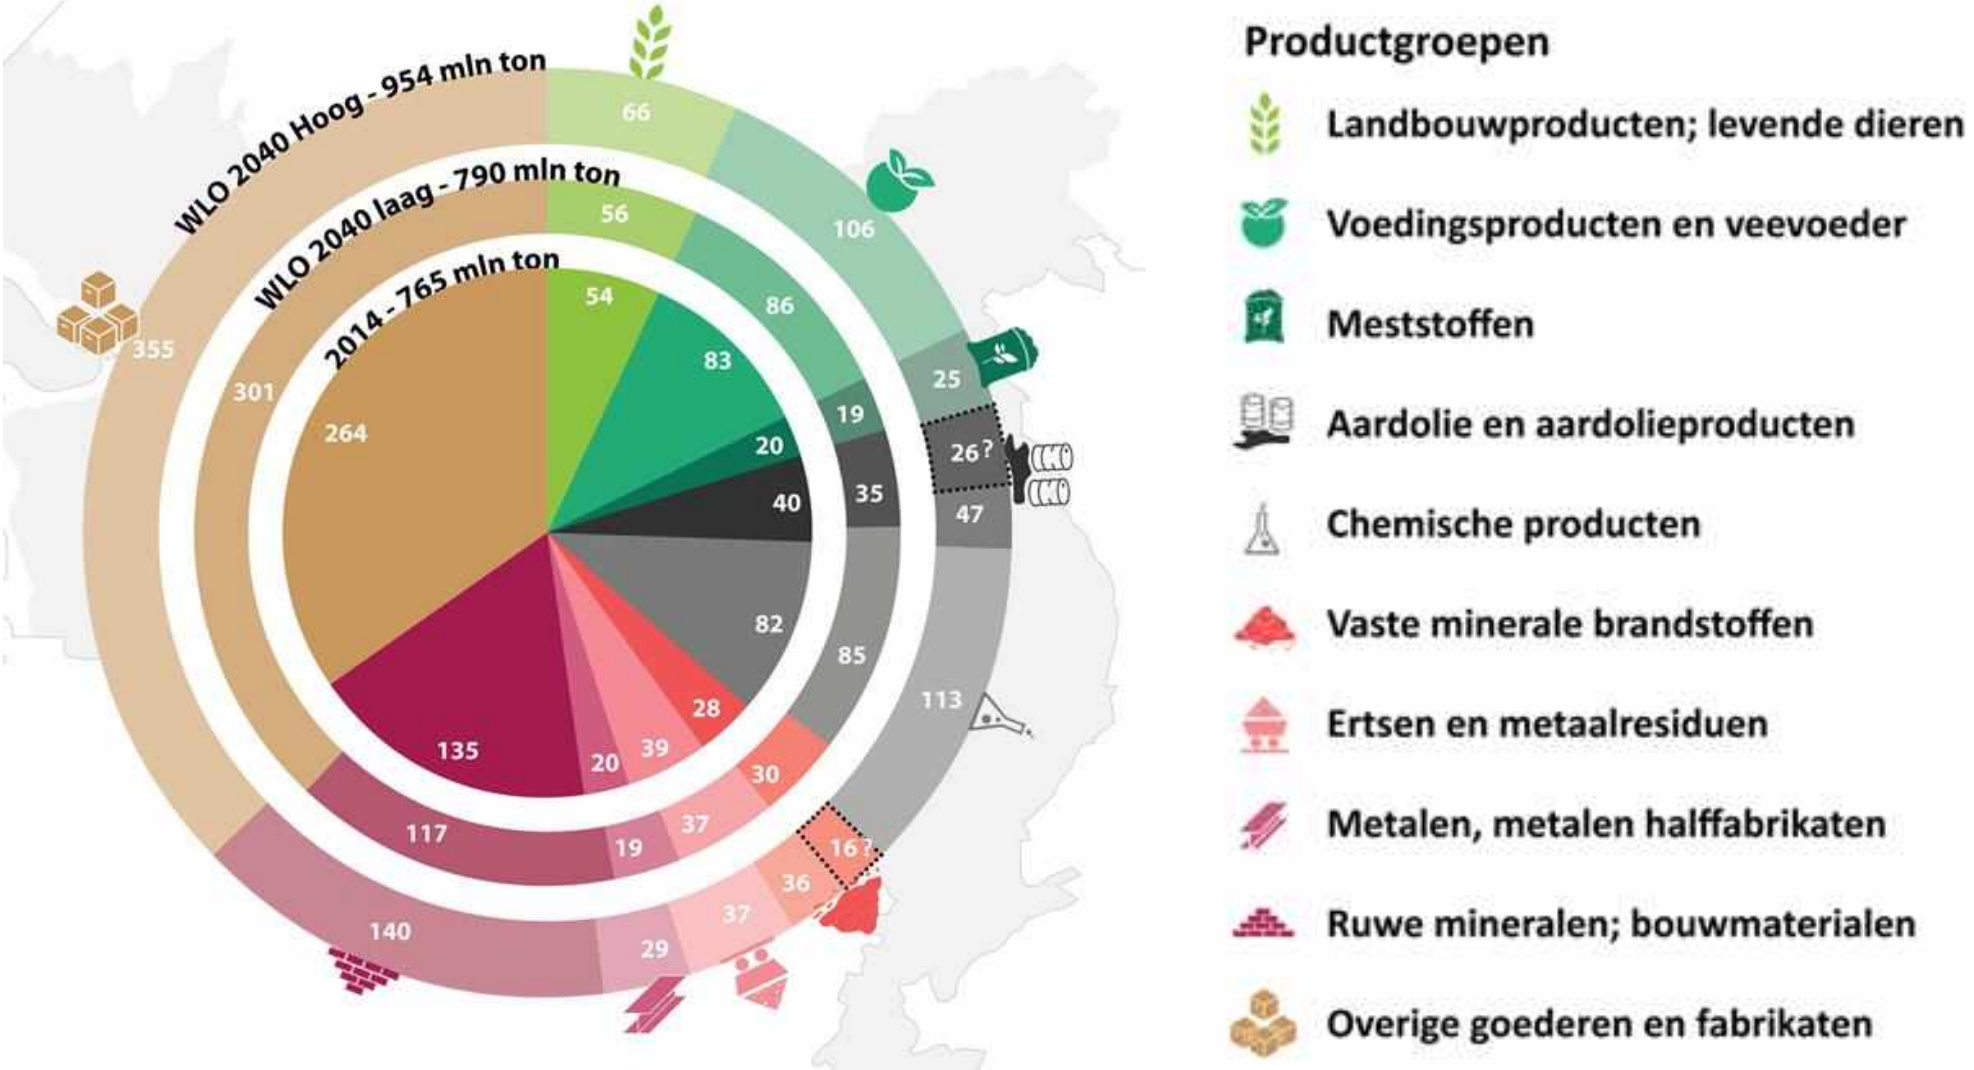 WLO 2040 Hoog - 954 mln ton
WLO 2040 laag - 790 mln ton
2014 - 765 mln ton
66
106
25
26?
47
113
16?
36
37
29
140
355
56
86
19
35
85
30
37
19
117
301
54
83
20
40
82
28
39
20
135
264
Productgroepen
Landbouwproducten; levende dieren
Voedingsproducten en veevoeder
Meststoffen
Aardolie en aardolieproducten
Chemische producten
Vaste minerale brandstoffen
Ertsen en metaalresiduen
Metalen, metalen halffabrikaten
Ruwe mineralen; bouwmaterialen
Overige goederen en fabrikaten